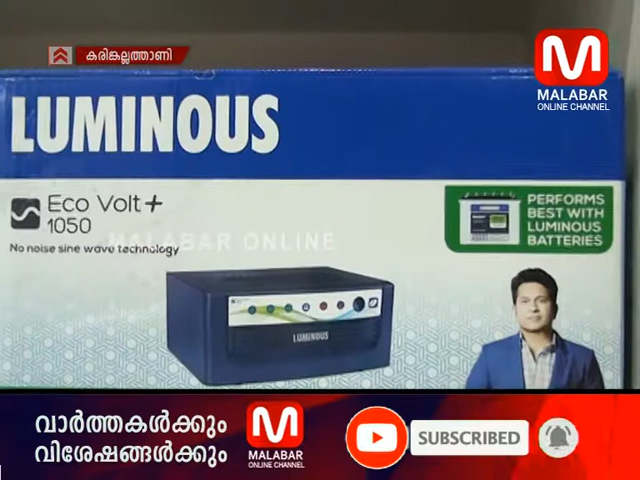 കരിങ്കല്ലത്താണി
MALABAR
ONLINE CHANNEL
LUMINOUS
Eco Volt+
1050
No noise sine wave technology
PERFORMS
BEST WITH
LUMINOUS
BATTERIES
MALABAR ONLINE
LUMINOUS
വാർത്തകൾക്കും
വിശേഷങ്ങൾക്കും
MALABAR
ONLINE CHANNEL
SUBSCRIBED